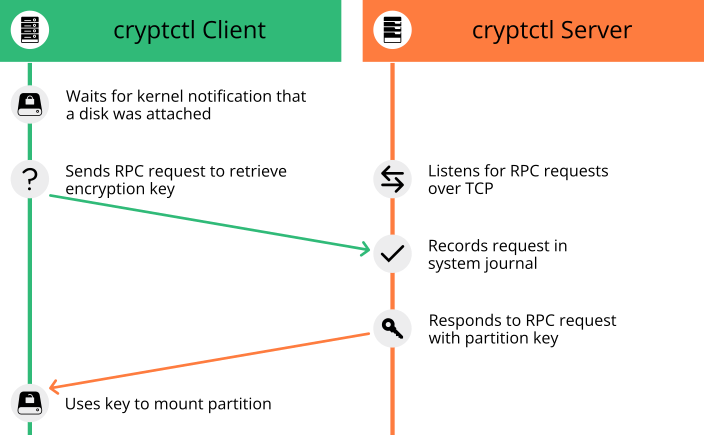 cryptctl Client
cryptctl Server
Waits for kernel notification that
a disk was attached
Sends RPC request to retrieve
encryption key
Listens for RPC requests
over TCP
Records request in
system journal
Responds to RPC request
with partition key
Uses key to mount partition